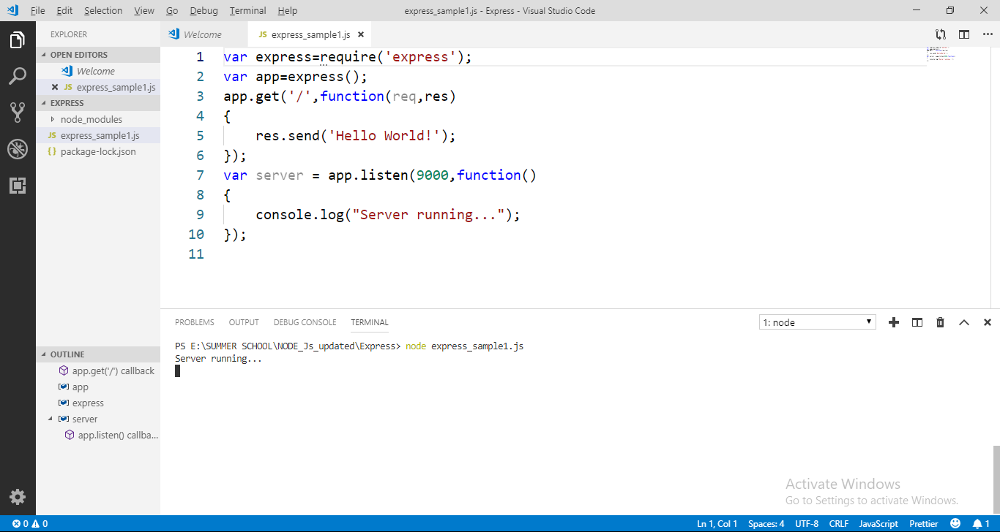 File Edit Selection View Go Debug Terminal Help express_sample1.js - Express - Visual Studio Code
EXPLORER
OPEN EDITORS
Welcome
JS express_sample1.js
EXPRESS
node_modules
JS express_sample1.js
{} package-lock.json
OUTLINE
app.get('/') callback
app
express
server
app.listen() callba...
Welcome JS express_sample1.js
1 var express=require('express');
2 var app=express();
3 app.get('/',function(req,res)
4 {
5     res.send('Hello World!');
6 });
7 var server = app.listen(9000,function()
8 {
9     console.log("Server running...");
10 });
11
PROBLEMS OUTPUT DEBUG CONSOLE TERMINAL 1: node
PS E:\SUMMER SCHOOL\NODE_Js_updated\Express> node express_sample1.js
Server running...
Activate Windows
Go to Settings to activate Windows.
0 0 Ln 1, Col 1 Spaces: 4 UTF-8 CRLF JavaScript Prettier 1